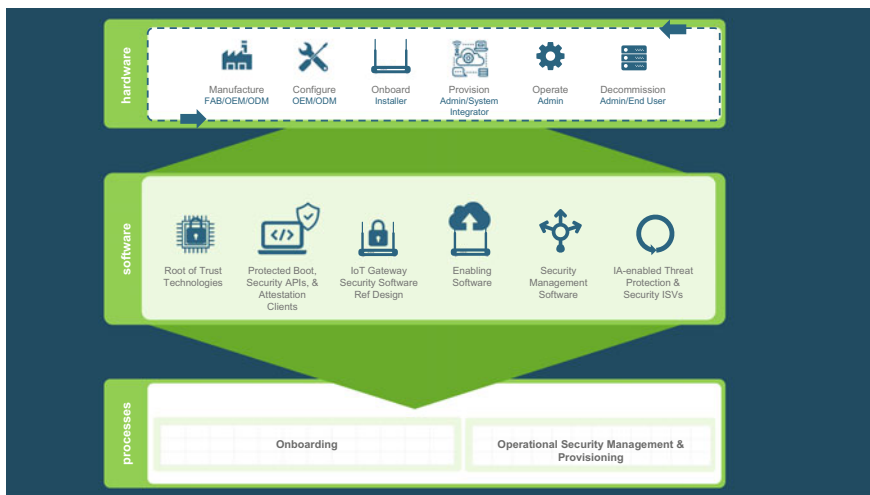 hardware
Manufacture
FAB/OEM/ODM
Configure
OEM/ODM
Onboard
Installer
Provision
Admin/System
Integrator
Operate
Admin
Decommission
Admin/End User
software
Root of Trust
Technologies
Protected Boot,
Security APIs, &
Attestation
Clients
IoT Gateway
Security Software
Ref Design
Enabling
Software
Security
Management
Software
IA-enabled Threat
Protection &
Security ISVs
processes
Onboarding
Operational Security Management &
Provisioning